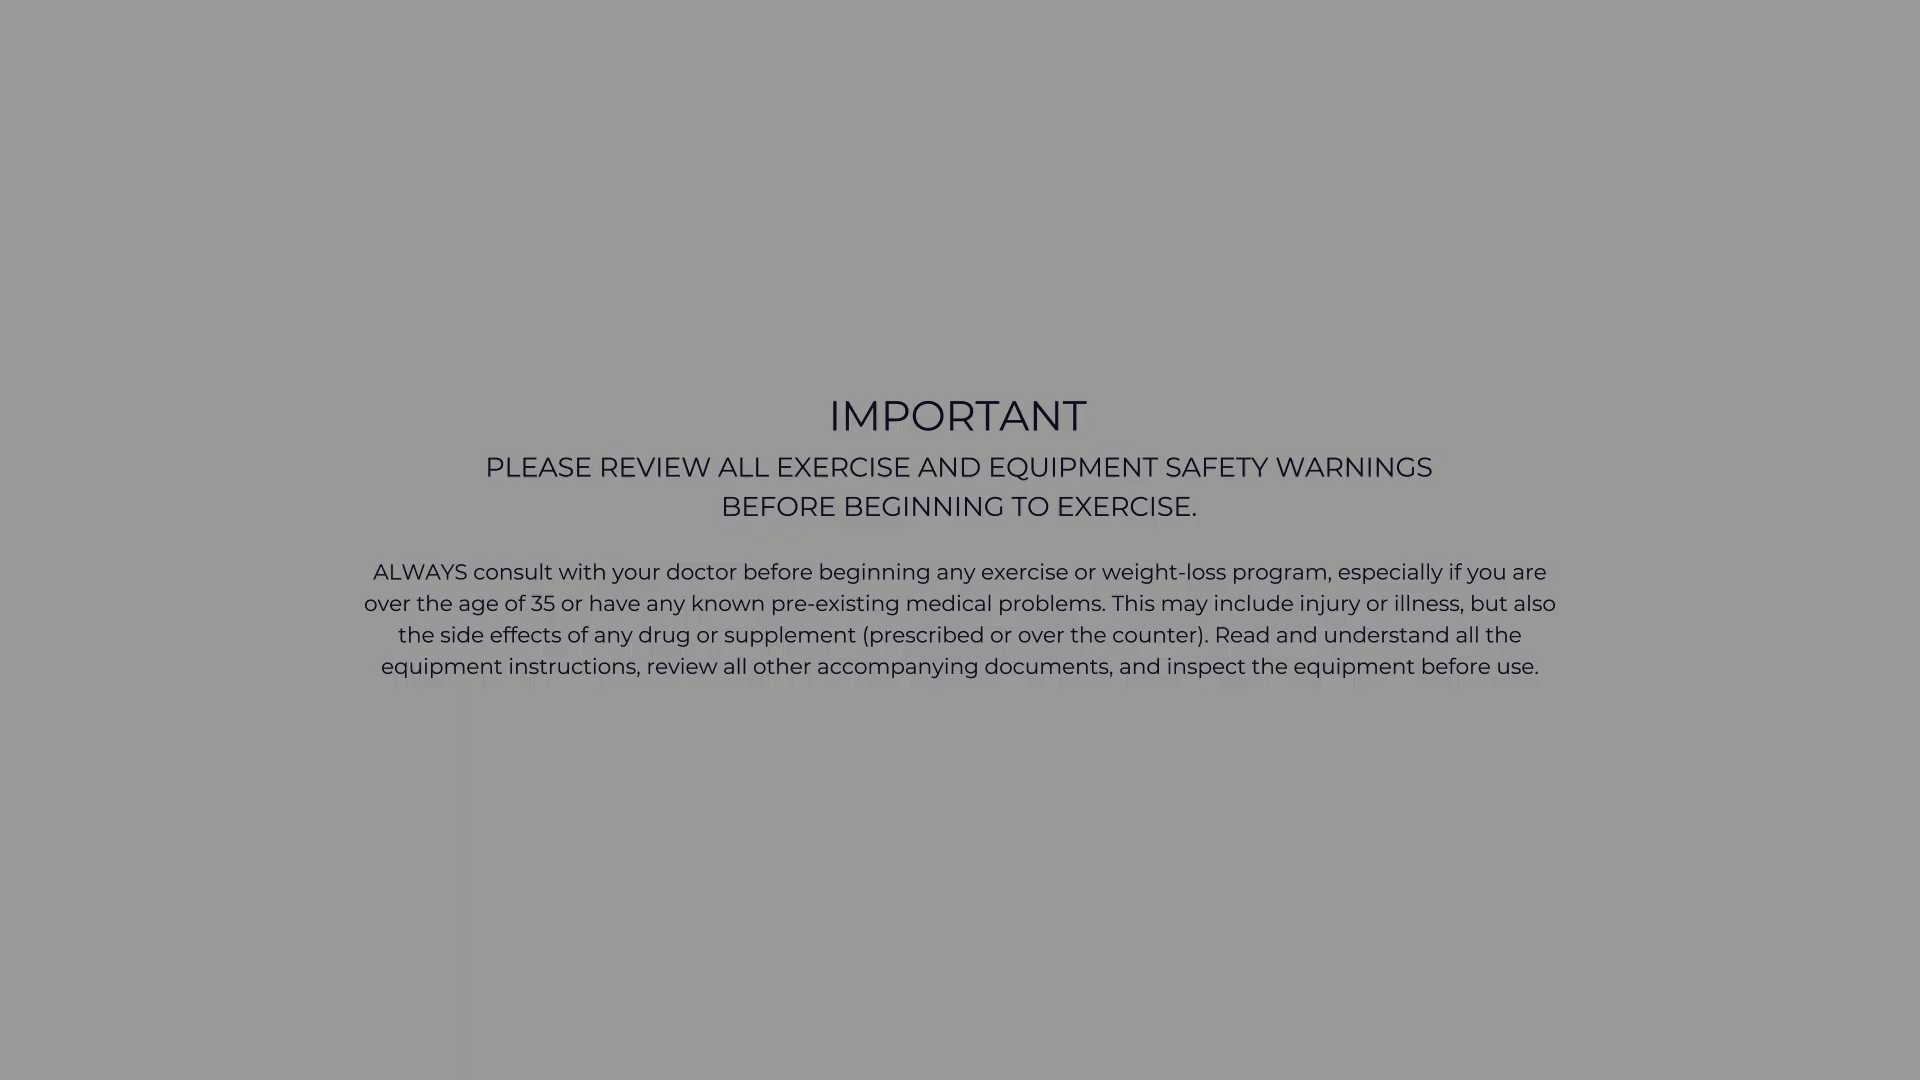 IMPORTANT
PLEASE REVIEW ALL EXERCISE AND EQUIPMENT SAFETY WARNINGS
BEFORE BEGINNING TO EXERCISE.
ALWAYS consult with your doctor before beginning any exercise or weight-loss program, especially if you are
over the age of 35 or have any known pre-existing medical problems. This may include injury or illness, but also
the side effects of any drug or supplement (prescribed or over the counter). Read and understand all the
equipment instructions, review all other accompanying documents, and inspect the equipment before use.